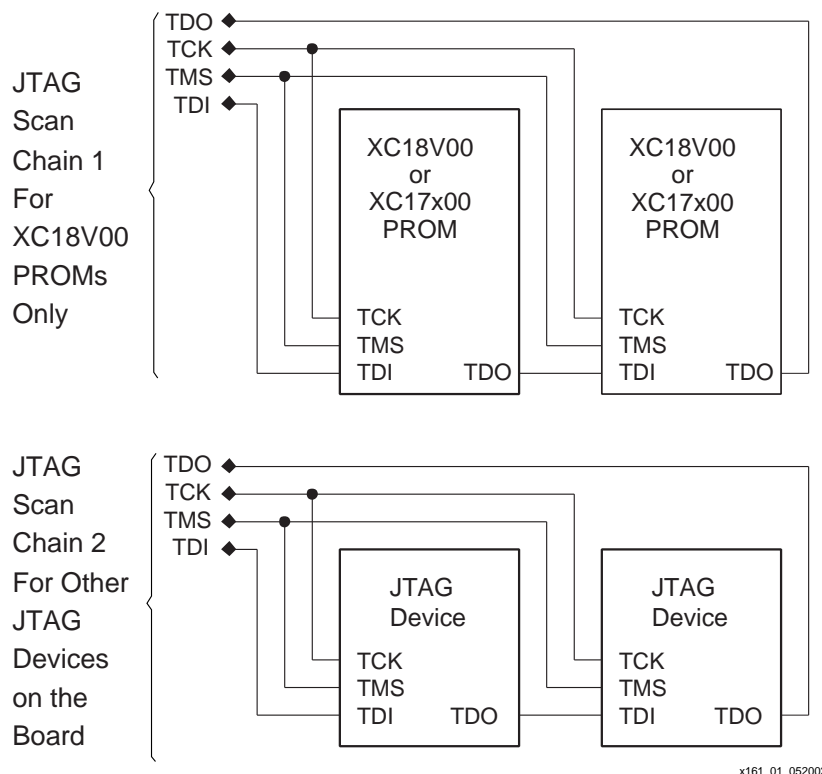 TDO
TCK
TMS
TDI
JTAG
Scan
Chain 1
For
XC18V00
PROMs
Only
XC18V00
or
XC17x00
PROM
TCK
TMS
TDI TDO
XC18V00
or
XC17x00
PROM
TCK
TMS
TDI TDO
TDO
TCK
TMS
TDI
JTAG
Scan
Chain 2
For Other
JTAG
Devices
on the
Board
JTAG
Device
TCK
TMS
TDI TDO
JTAG
Device
TCK
TMS
TDI TDO